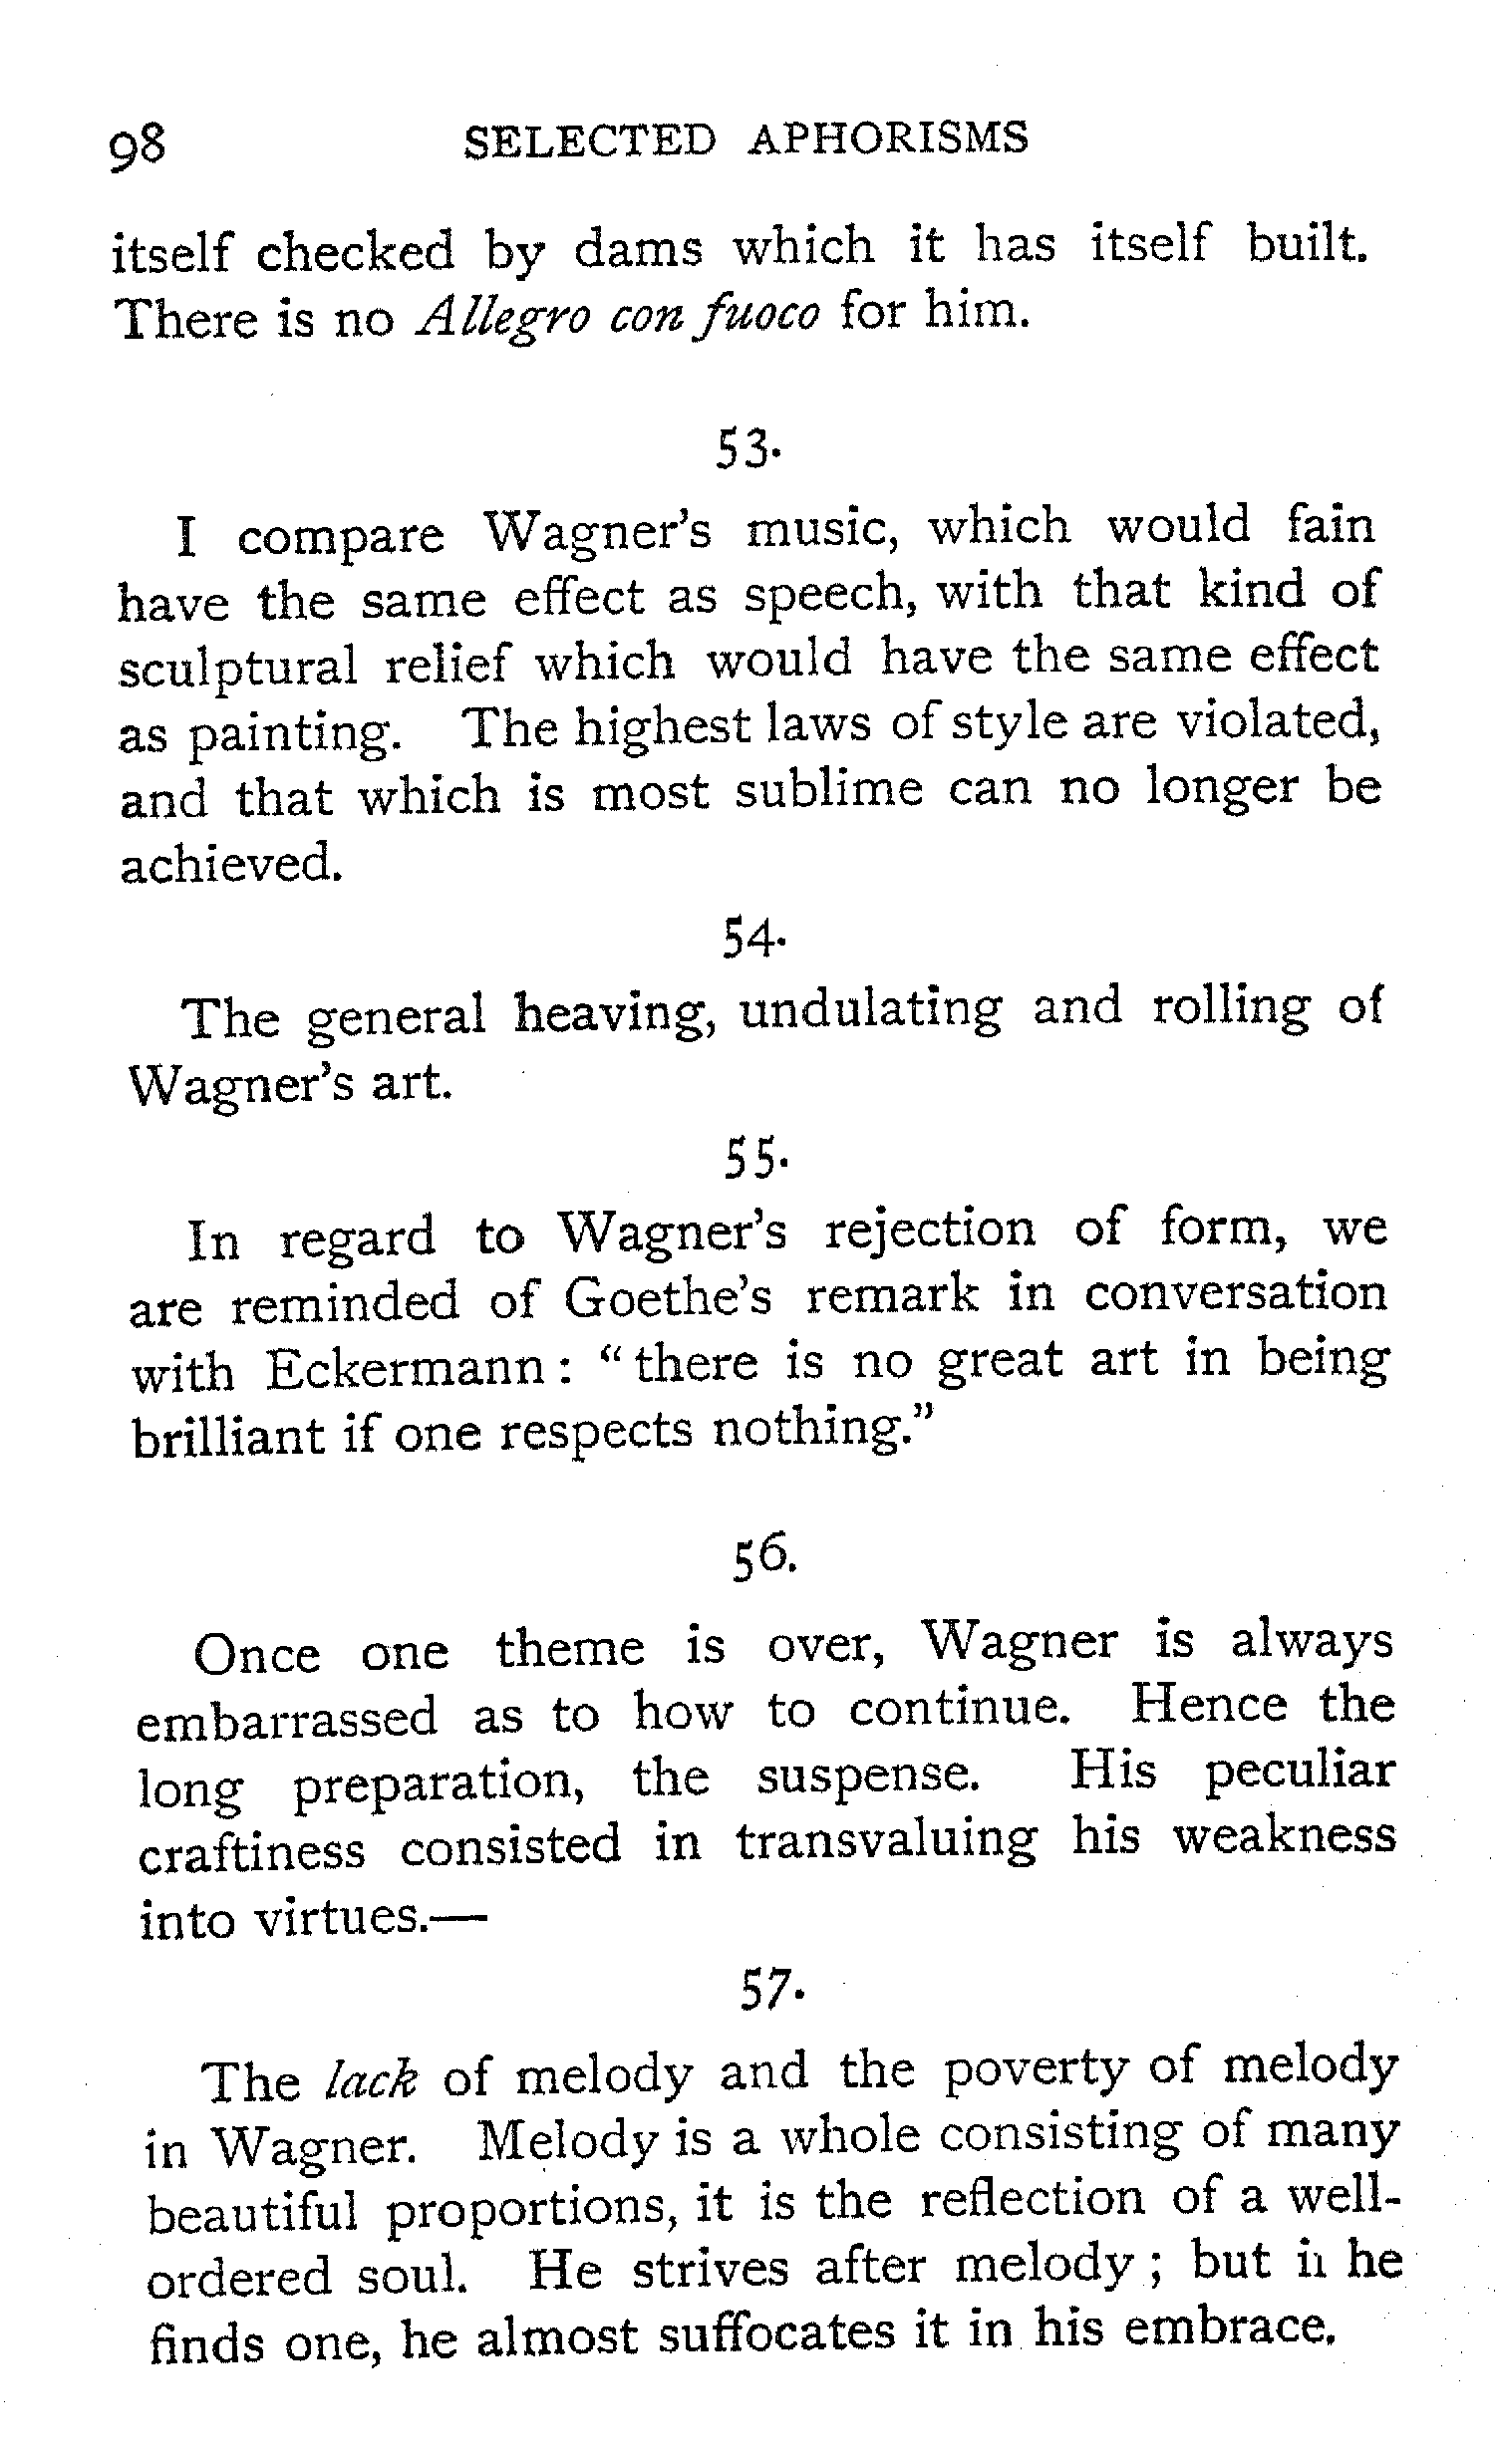 98 SELECTED APHORISMS
itself checked by dams which it has itself built.
There is no Allegro con fuoco for him.
53.
I compare Wagner's music, which would fain
have the same effect as speech, with that kind of
sculptural relief which would have the same effect
as painting. The highest laws of style are violated,
and that which is most sublime can no longer be
achieved.
54.
The general heaving, undulating and rolling of
Wagner's art.
55.
In regard to Wagner's rejection of form, we
are reminded of Goethe's remark in conversation
with Eckermann : “ there is no great art in being
brilliant if one respects nothing.”
56.
Once one theme is over, Wagner is always
embarrassed as to how to continue. Hence the
long preparation, the suspense. His peculiar
craftiness consisted in transvaluing his weakness
into virtues.—
57.
The lack of melody and the poverty of melody
in Wagner. Melody is a whole consisting of many
beautiful proportions, it is the reflection of a well-
ordered soul. He strives after melody ; but if he
finds one, he almost suffocates it in his embrace.